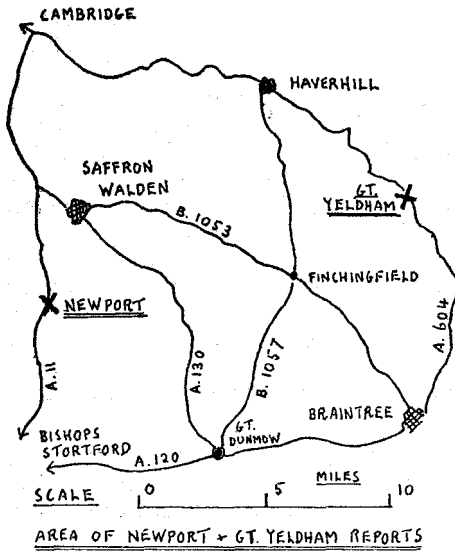 CAMBRIDGE
HAVERHILL
SAFFRON
WALDEN
GT.
YELDHAM
B. 1053
FINCHINGFIELD
NEWPORT
A. 604
A.11
A.130
B. 1057
BRAINTREE
BISHOPS
STORTFORD
GT.
DUNMOW
A.120
MILES
SCALE
0 5 10
AREA OF NEWPORT + GT. YELDHAM REPORTS